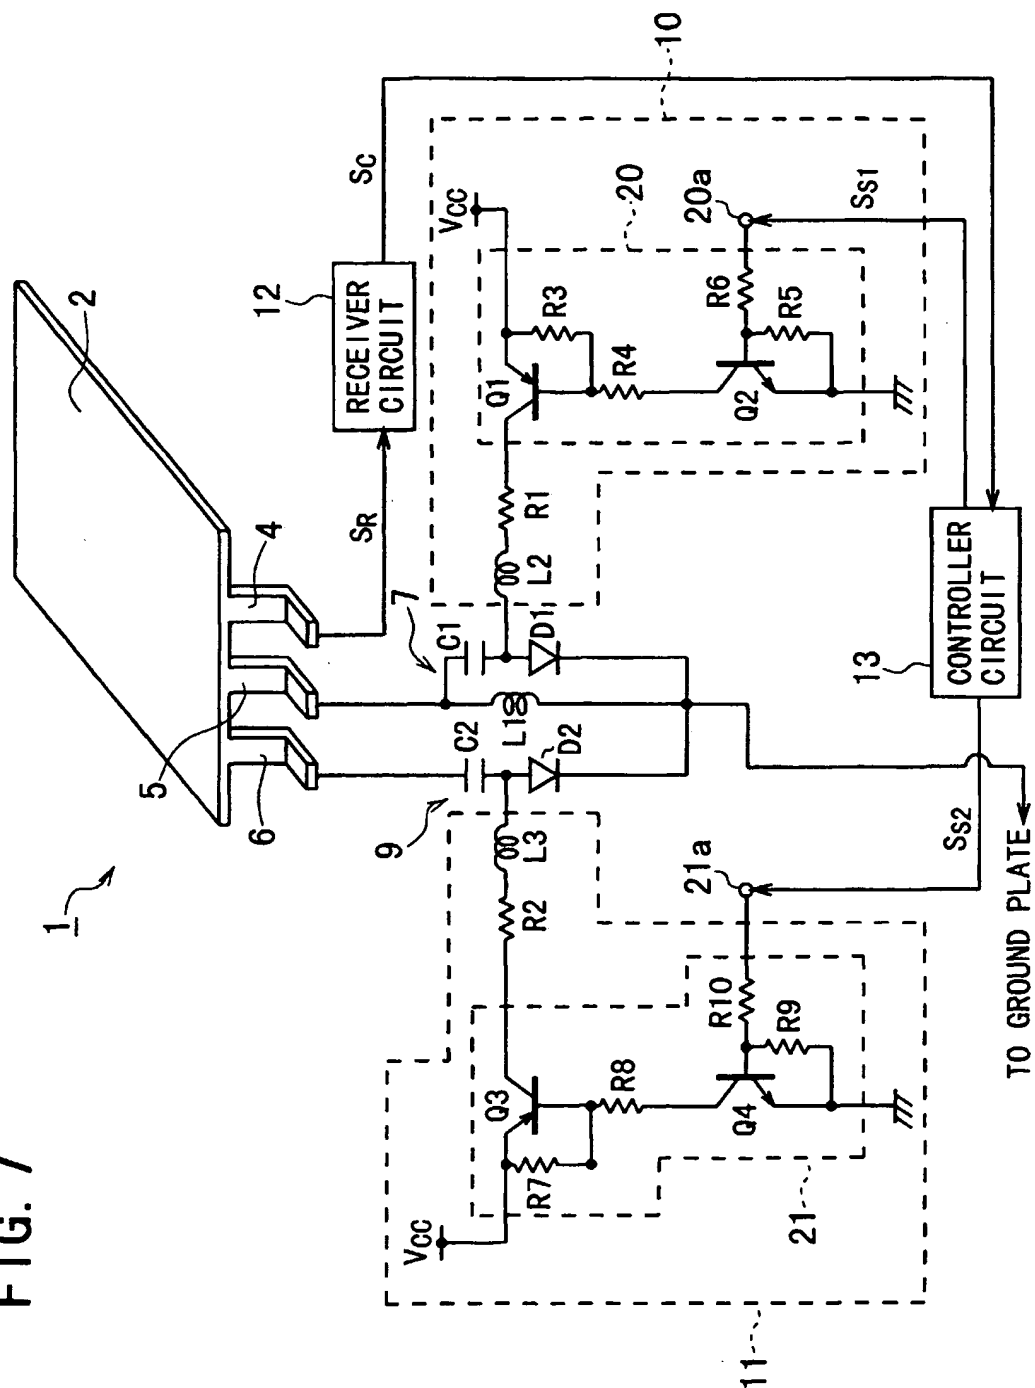 FIG. 7
1
2
4
5
6
12
RECEIVER
CIRCUIT
SR
SC
10
VCC
20
20a
SS1
Q1
R3
R4
R6
R5
Q2
R1
L2
7
C1
D1
L1
C2
D2
9
L3
R2
CONTROLLER
CIRCUIT
13
SS2
21a
TO GROUND PLATE
R10
R9
R8
Q4
Q3
R7
VCC
21
11